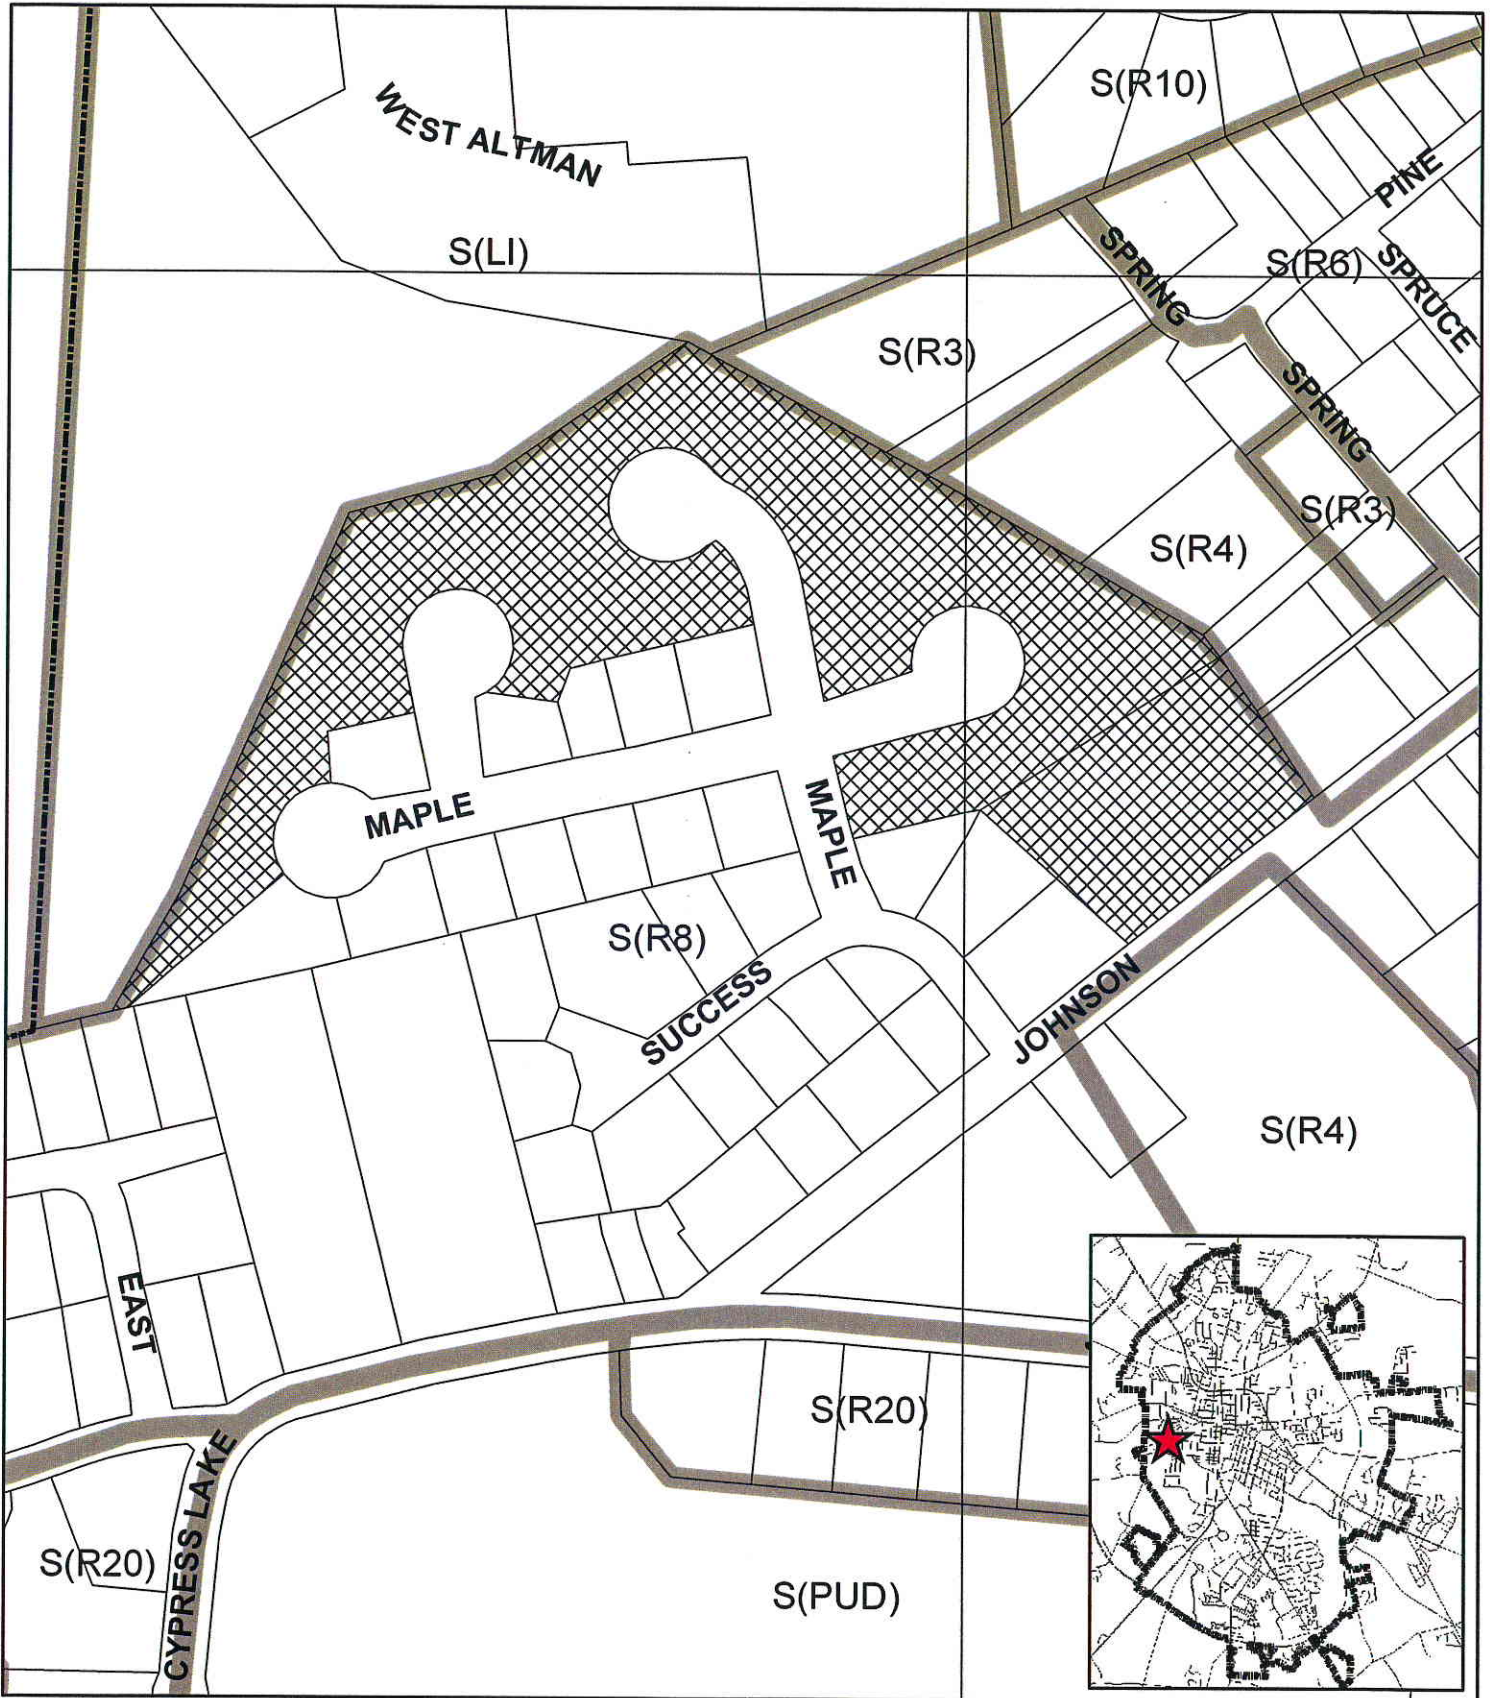 S(R10)
WEST ALTMAN
PINE
S(LI)
SPRING
S(R6)
SPRUCE
S(R3)
SPRING
S(R3)
S(R4)
MAPLE
MAPLE
S(R8)
SUCCESS
JOHNSON
S(R4)
EAST
S(R20)
CYPRESS LAKE
S(R20)
S(PUD)